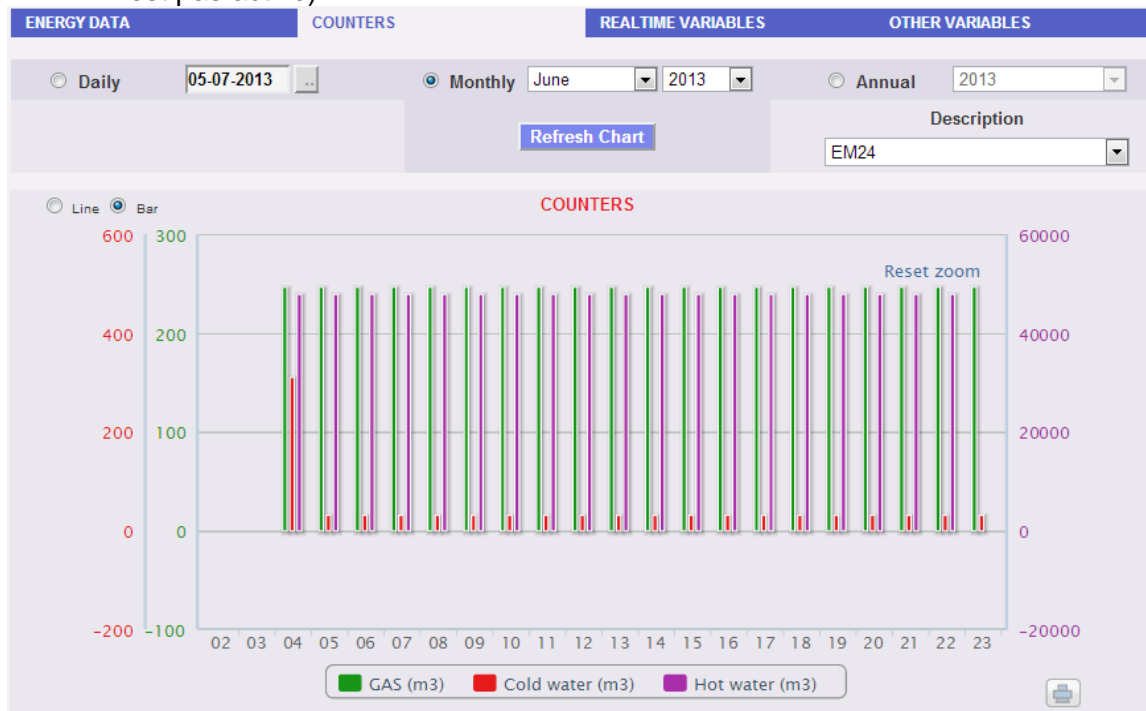 ENERGY DATA COUNTERS REALTIME VARIABLES OTHER VARIABLES
Daily 05-07-2013 .. Monthly June 2013 Annual 2013
Description
Refresh Chart
EM24
Line Bar COUNTERS
600 300 60000
Reset zoom
400 200 40000
200 100 20000
0 0 0
-200 -100 -20000
02 03 04 05 06 07 08 09 10 11 12 13 14 15 16 17 18 19 20 21 22 23
GAS (m3) Cold water (m3) Hot water (m3)